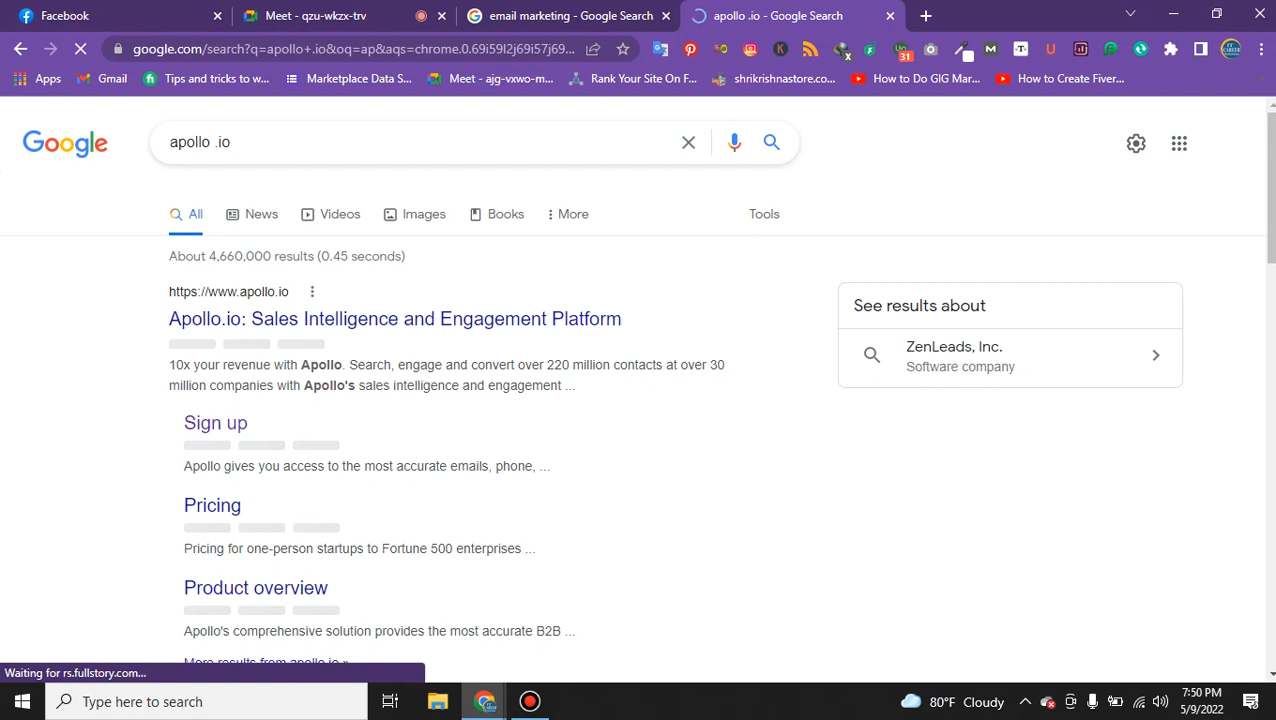 Facebook
Meet - qzu-wkzx-trv
email marketing - Google Search
apollo .io - Google Search
google.com/search?q=apollo+.io&oq=ap&aqs=chrome.0.69i59l2j69i57j69...
31
Apps
Gmail
Tips and tricks to w...
Marketplace Data S...
Meet - ajg-vxwo-m...
Rank Your Site On F...
shrikrishnastore.co...
How to Do GIG Mar...
How to Create Fiver...
Google
apollo .io
All
News
Videos
Images
Books
More
Tools
About 4,660,000 results (0.45 seconds)
https://www.apollo.io
Apollo.io: Sales Intelligence and Engagement Platform
10x your revenue with Apollo. Search, engage and convert over 220 million contacts at over 30
million companies with Apollo's sales intelligence and engagement ...
Sign up
Apollo gives you access to the most accurate emails, phone, ...
Pricing
Pricing for one-person startups to Fortune 500 enterprises ...
Product overview
Apollo's comprehensive solution provides the most accurate B2B ...
More results from apollo.io »
See results about
ZenLeads, Inc.
Software company
Waiting for rs.fullstory.com...
Type here to search
80°F Cloudy
7:50 PM
5/9/2022